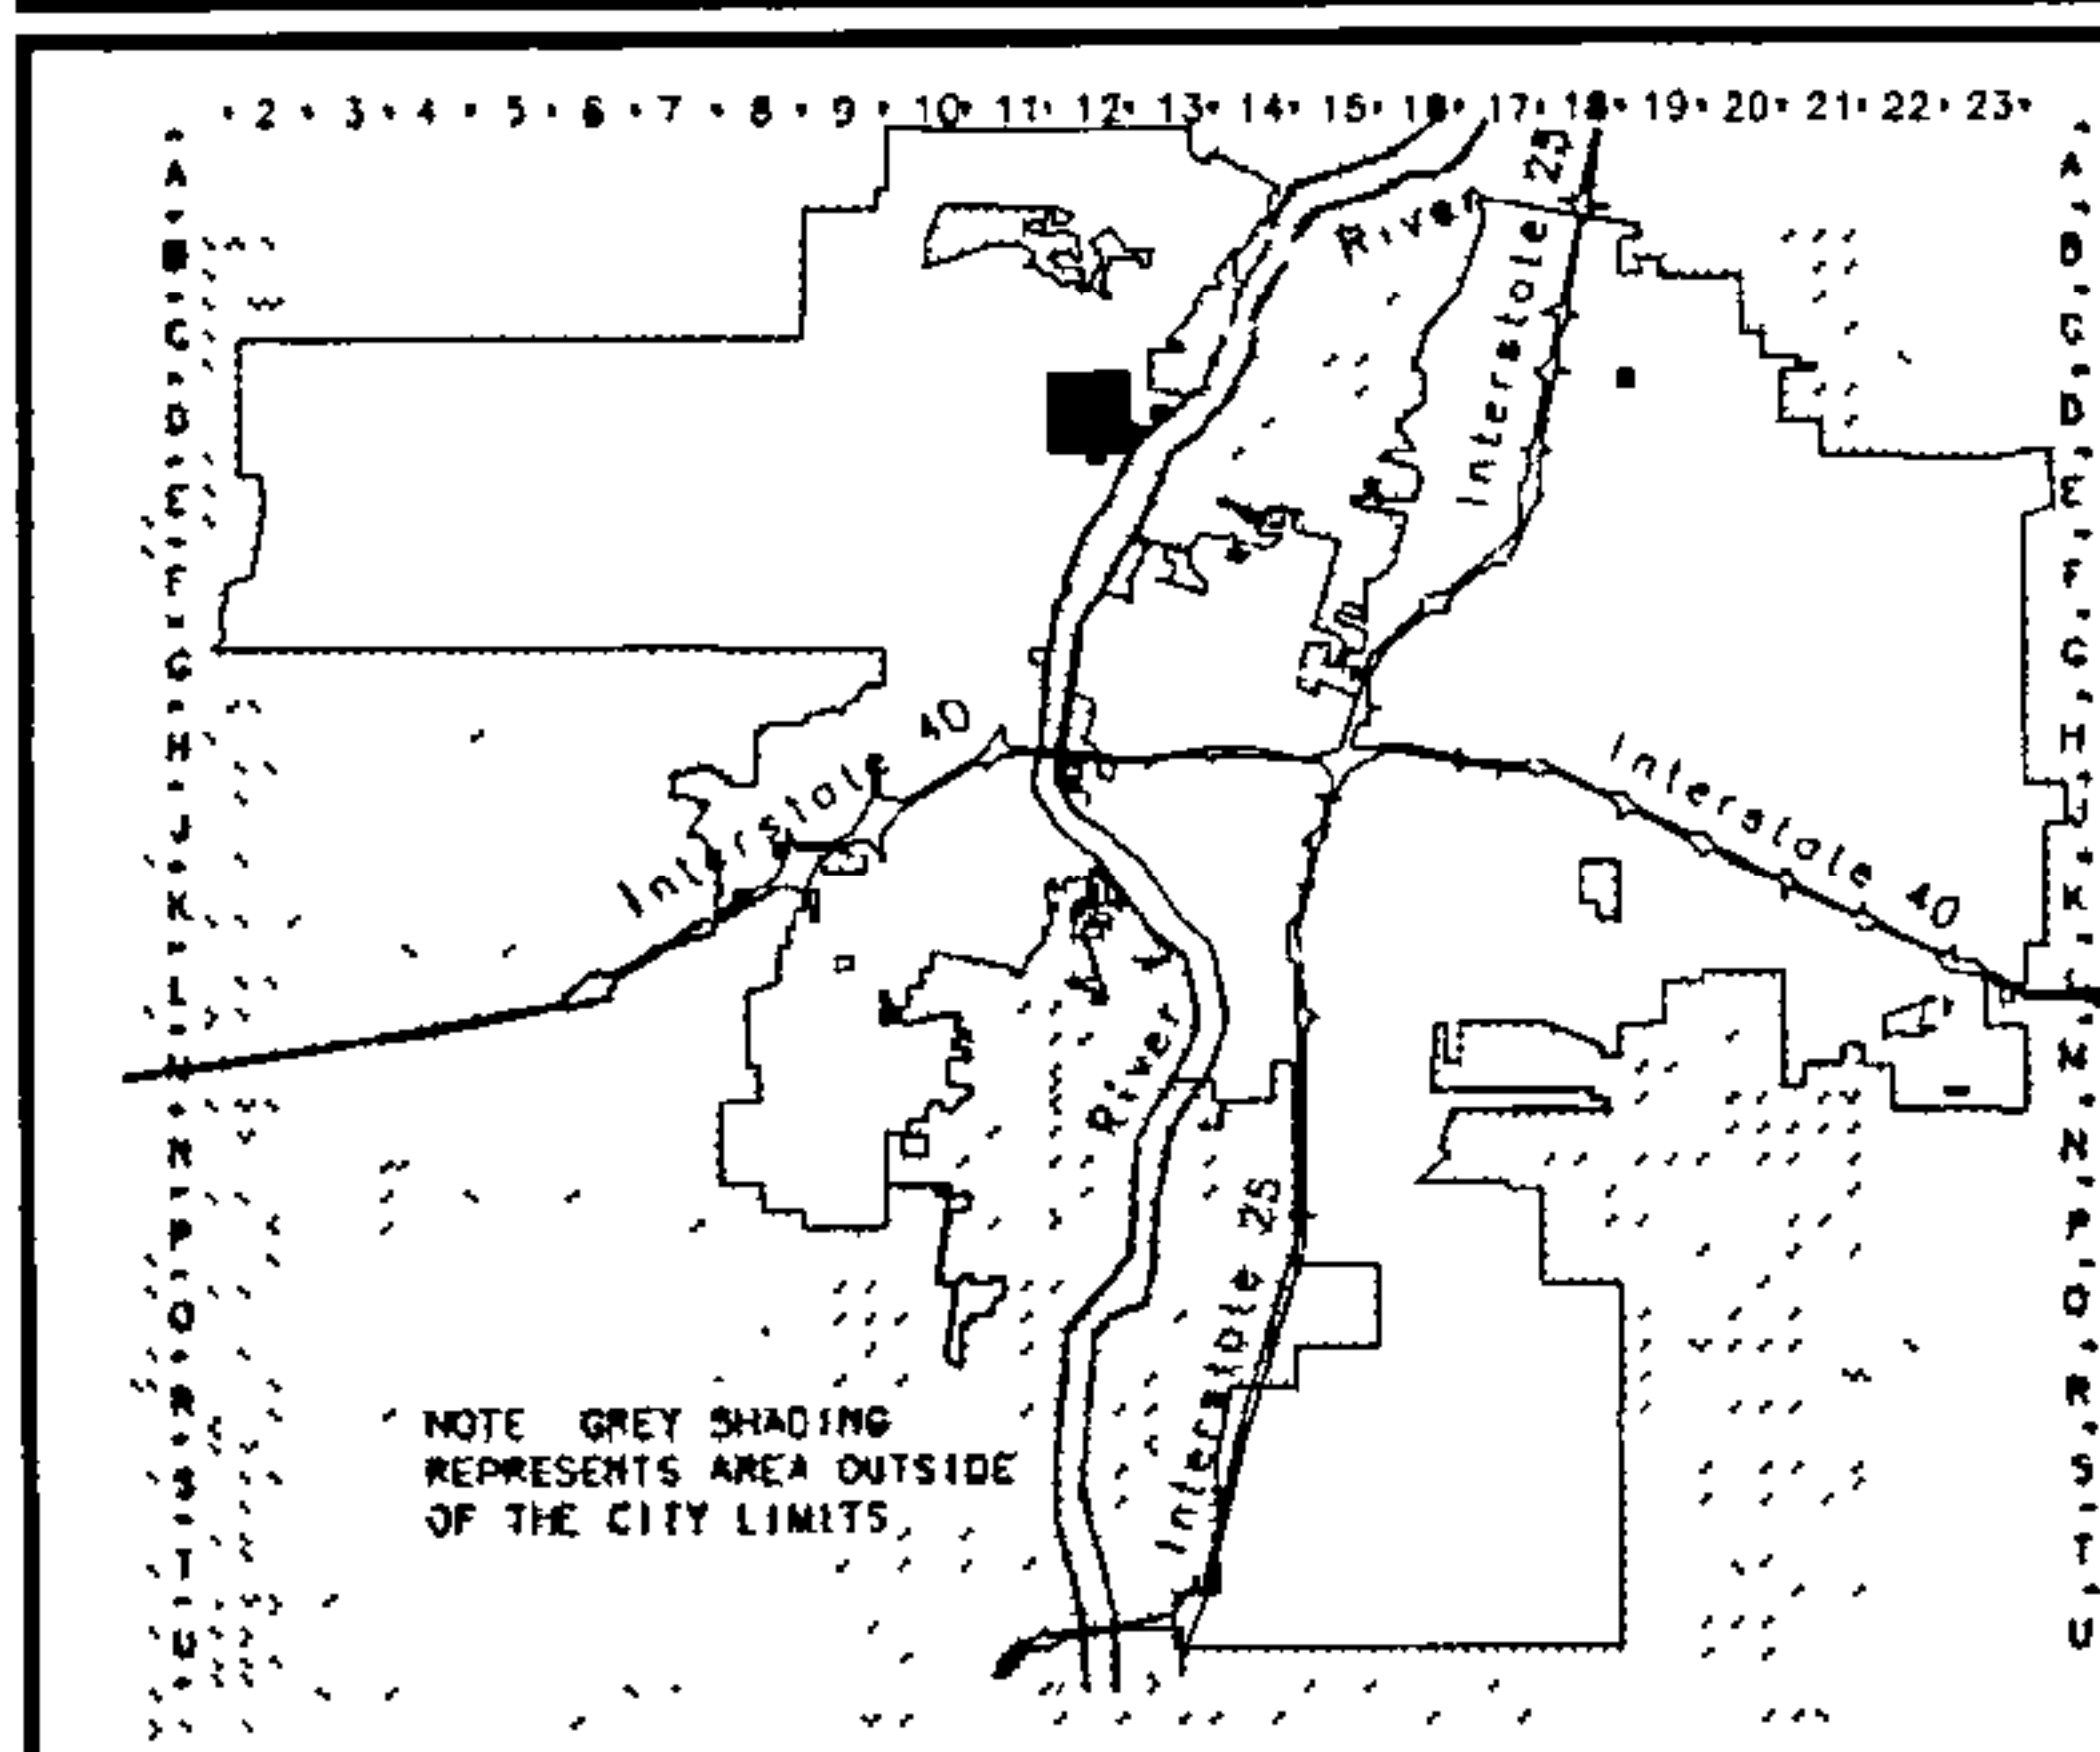 2 3 4 5 6 7 8 9 10 11 12 13 14 15 16 17 18 19 20 21 22 23
A A
B B
C C
D D
E E
F F
G G
H H
J J
K K
L L
M M
N N
P P
Q Q
R R
S S
T T
U U
River
Interstate 25
Interstate 40
Interstate 40
River
Interstate 25
NOTE GREY SHADING
REPRESENTS AREA OUTSIDE
OF THE CITY LIMITS